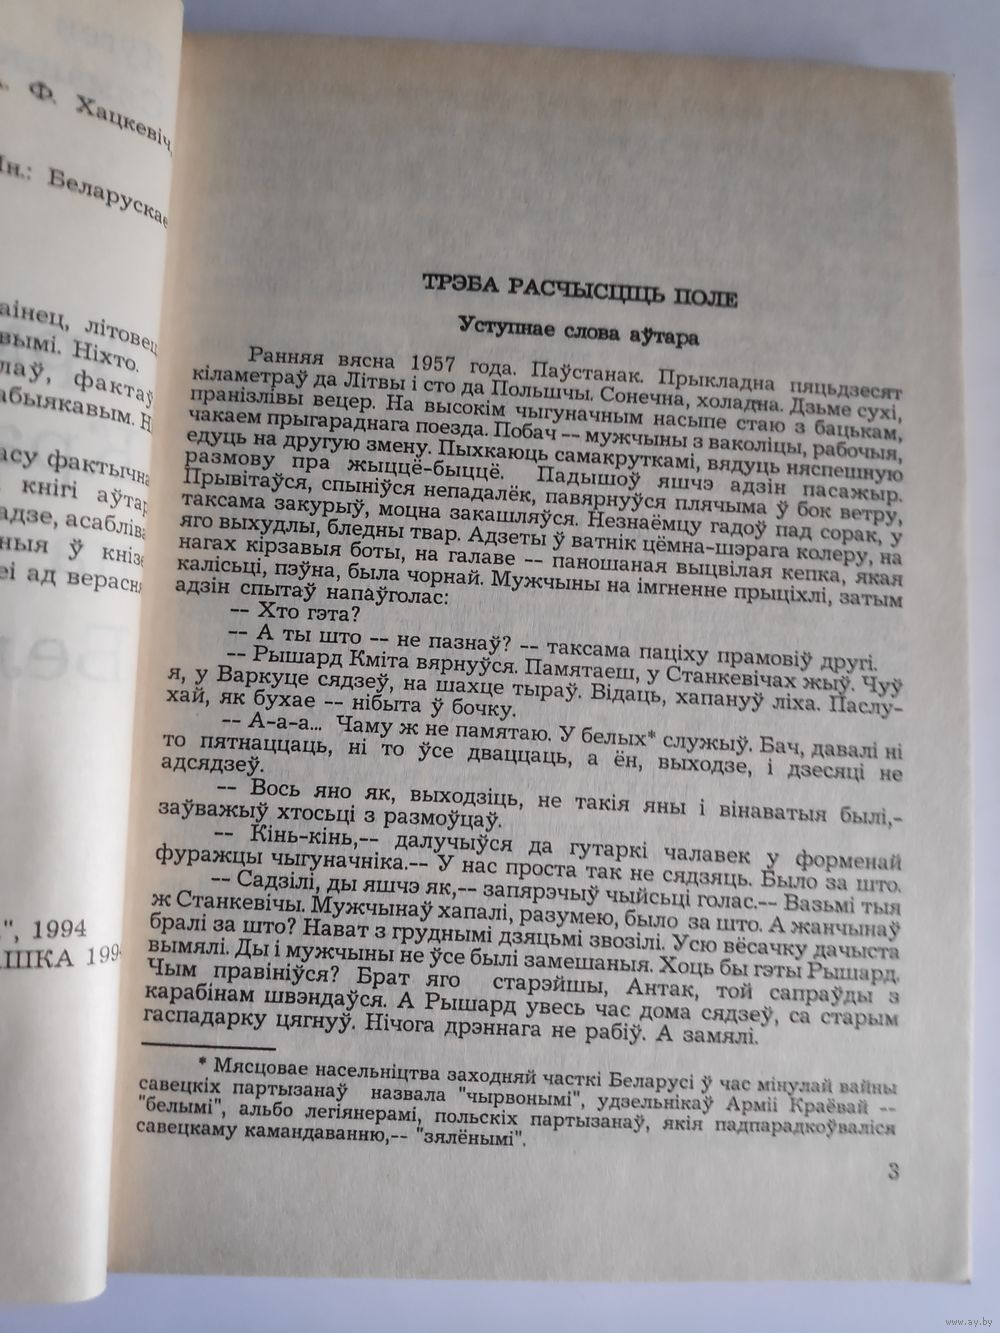 Ф. Хацкевіч,
Мн.: Беларускае
літовец
вымі. Ніхто.
фактаў
абыякавым.
фактычна
кнігі аўтар
асабліва
ў кнізе
ад верасня
", 1994
ТРЭБА РАСЧЫСЦІЦЬ ПОЛЕ
Уступнае слова аўтара
Ранняя вясна 1957 года. Паўстанак. Прыкладна пяцьдзесят
кіламетраў да Літвы і сто да Польшчы. Сонечна, холадна. Дзьме сухі,
пранізлівы вецер. На высокім чыгуначным насыпе стаю з бацькам,
чакаем прыгараднага поезда. Побач -- мужчыны з ваколіцы, рабочыя,
едуць на другую змену. Пыхкаюць самакруткамі, вядуць няспешную
размову пра жыццё-быццё. Падышоў яшчэ адзін пасажыр.
Прывітаўся, спыніўся непадалёк, павярнуўся плячыма ў бок ветру,
таксама закурыў, моцна закашляўся. Незнаёмцу гадоў пад сорак, у
яго выхудлы, бледны твар. Адзеты ў ватнік цёмна-шэрага колеру, на
нагах кірзавыя боты, на галаве -- паношаная выцвілая кепка, якая
калісьці, пэўна, была чорнай. Мужчыны на імгненне прыціхлі, затым
адзін спытаў напаўголас:
-- Хто гэта?
-- А ты што -- не пазнаў? -- таксама паціху прамовіў другі.
-- Рышард Кміта вярнуўся. Памятаеш, у Станкевічах жыў. Чуў
я, у Варкуце сядзеў, на шахце тыраў. Відаць, хапануў ліха. Паслу-
хай, як бухае -- нібыта ў бочку.
-- А-а-а... Чаму ж не памятаю. У белых* служыў. Бач, давалі ні
то пятнаццаць, ні то ўсе дваццаць, а ён, выходзе, і дзесяці не
адсядзеў.
-- Вось яно як, выходзіць, не такія яны і вінаватыя былі,-
заўважыў хтосьці з размоўцаў.
-- Кінь-кінь,-- далучыўся да гутаркі чалавек у форменай
фуражцы чыгуначніка.-- У нас проста так не сядзяць. Было за што.
-- Садзілі, ды яшчэ як,-- запярэчыў чыйсьці голас.-- Вазьмі тыя
ж Станкевічы. Мужчынаў хапалі, разумею, было за што. А жанчынаў
бралі за што? Нават з груднымі дзяцьмі звозілі. Усю вёсачку дачыста
вымялі. Ды і мужчыны не ўсе былі замешаныя. Хоць бы гэты Рышард.
Чым правініўся? Брат яго старэйшы, Антак, той сапраўды з
карабінам швэндаўся. А Рышард увесь час дома сядзеў, са старым
гаспадарку цягнуў. Нічога дрэннага не рабіў. А замялі.
* Мясцовае насельніцтва заходняй часткі Беларусі ў час мінулай вайны
савецкіх партызанаў назвала "чырвонымі", удзельнікаў Арміі Краёвай --
"белымі", альбо легіянерамі, польскіх партызанаў, якія падпарадкоўваліся
савецкаму камандаванню,-- "зялёнымі".
3
www.ay.by